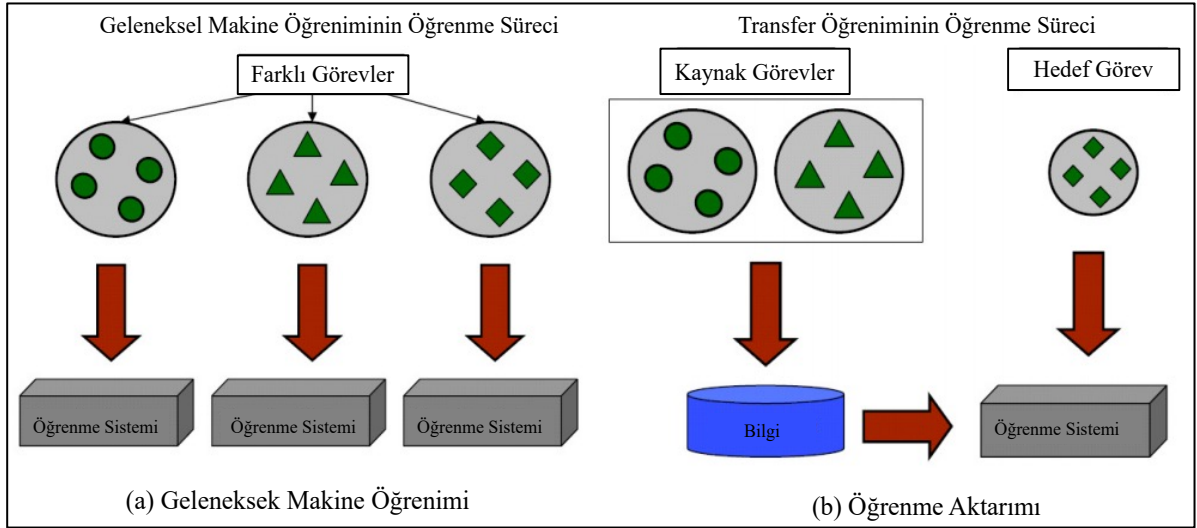 Geleneksel Makine Öğreniminin Öğrenme Süreci
Farklı Görevler
Öğrenme Sistemi
Öğrenme Sistemi
Öğrenme Sistemi
(a) Geleneksek Makine Öğrenimi
Transfer Öğreniminin Öğrenme Süreci
Kaynak Görevler
Hedef Görev
Bilgi
Öğrenme Sistemi
(b) Öğrenme Aktarımı